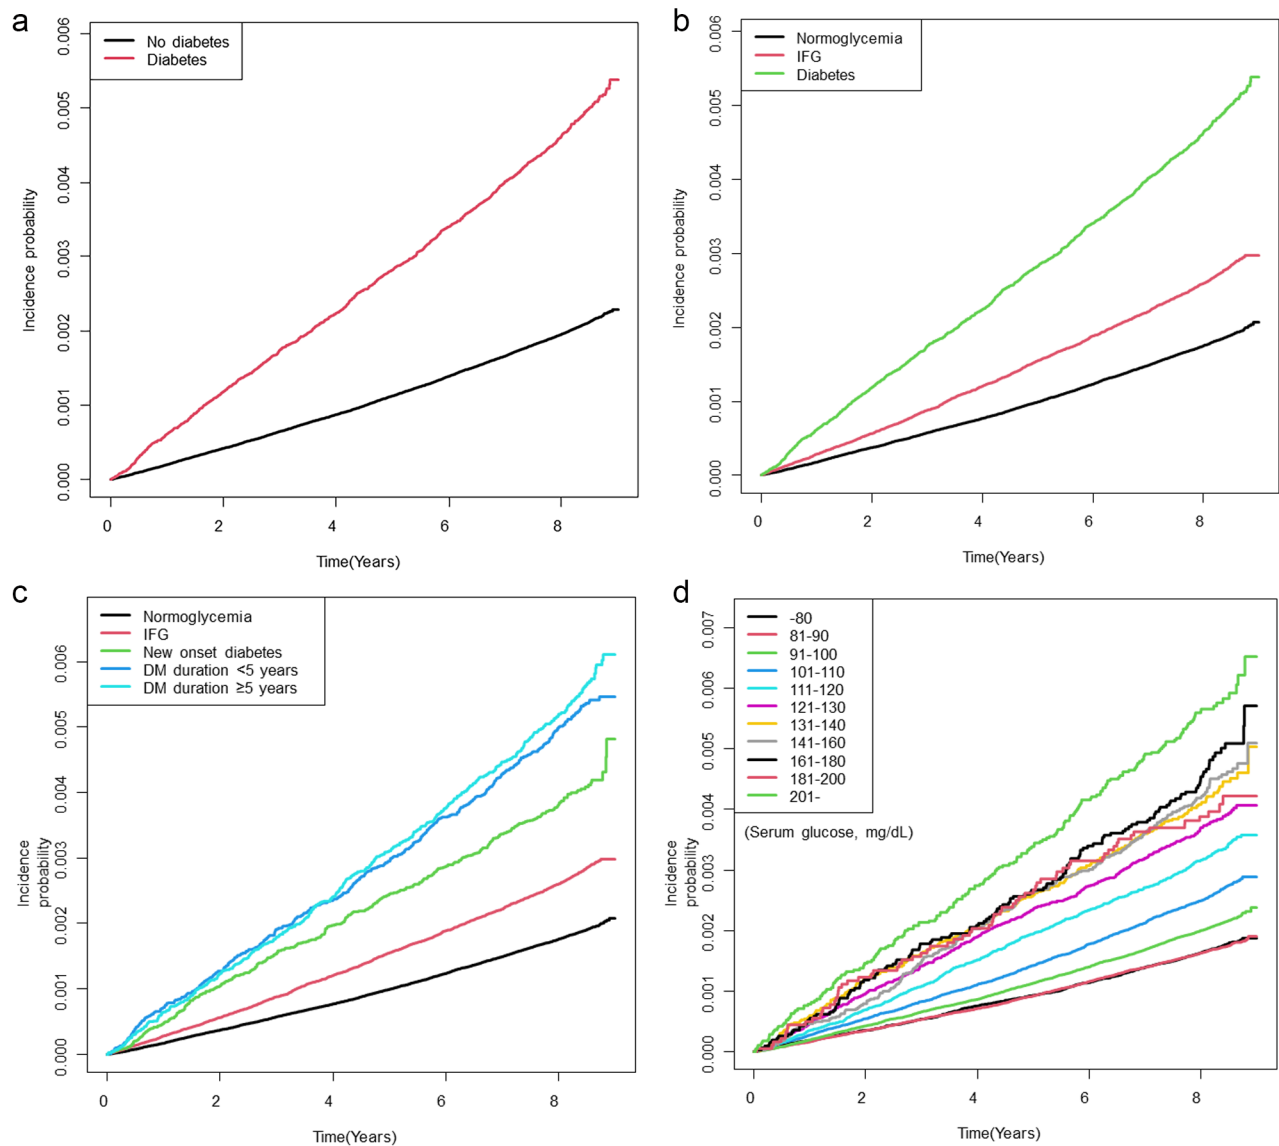 a
No diabetes
Diabetes
0.000
0.001
0.002
0.003
0.004
0.005
0.006
Incidence probability
0
2
4
6
8
Time(Years)
b
Normoglycemia
IFG
Diabetes
0.000
0.001
0.002
0.003
0.004
0.005
0.006
Incidence probability
0
2
4
6
8
Time(Years)
c
Normoglycemia
IFG
New onset diabetes
DM duration <5 years
DM duration ≥5 years
0.000
0.001
0.002
0.003
0.004
0.005
0.006
Incidence
probability
0
2
4
6
8
Time(Years)
d
-80
81-90
91-100
101-110
111-120
121-130
131-140
141-160
161-180
181-200
201-
(Serum glucose, mg/dL)
0.000
0.001
0.002
0.003
0.004
0.005
0.006
0.007
Incidence
probability
0
2
4
6
8
Time(Years)